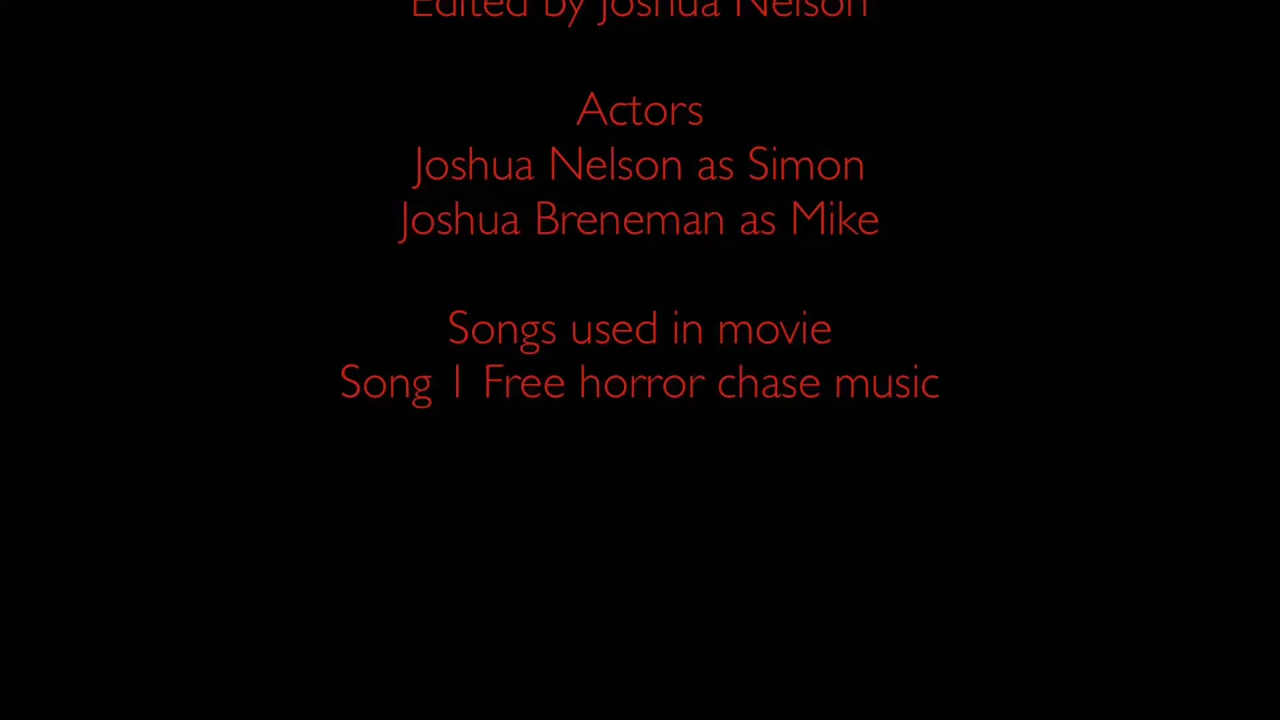 Edited by Joshua Nelson
Actors
Joshua Nelson as Simon
Joshua Breneman as Mike
Songs used in movie
Song 1 Free horror chase music